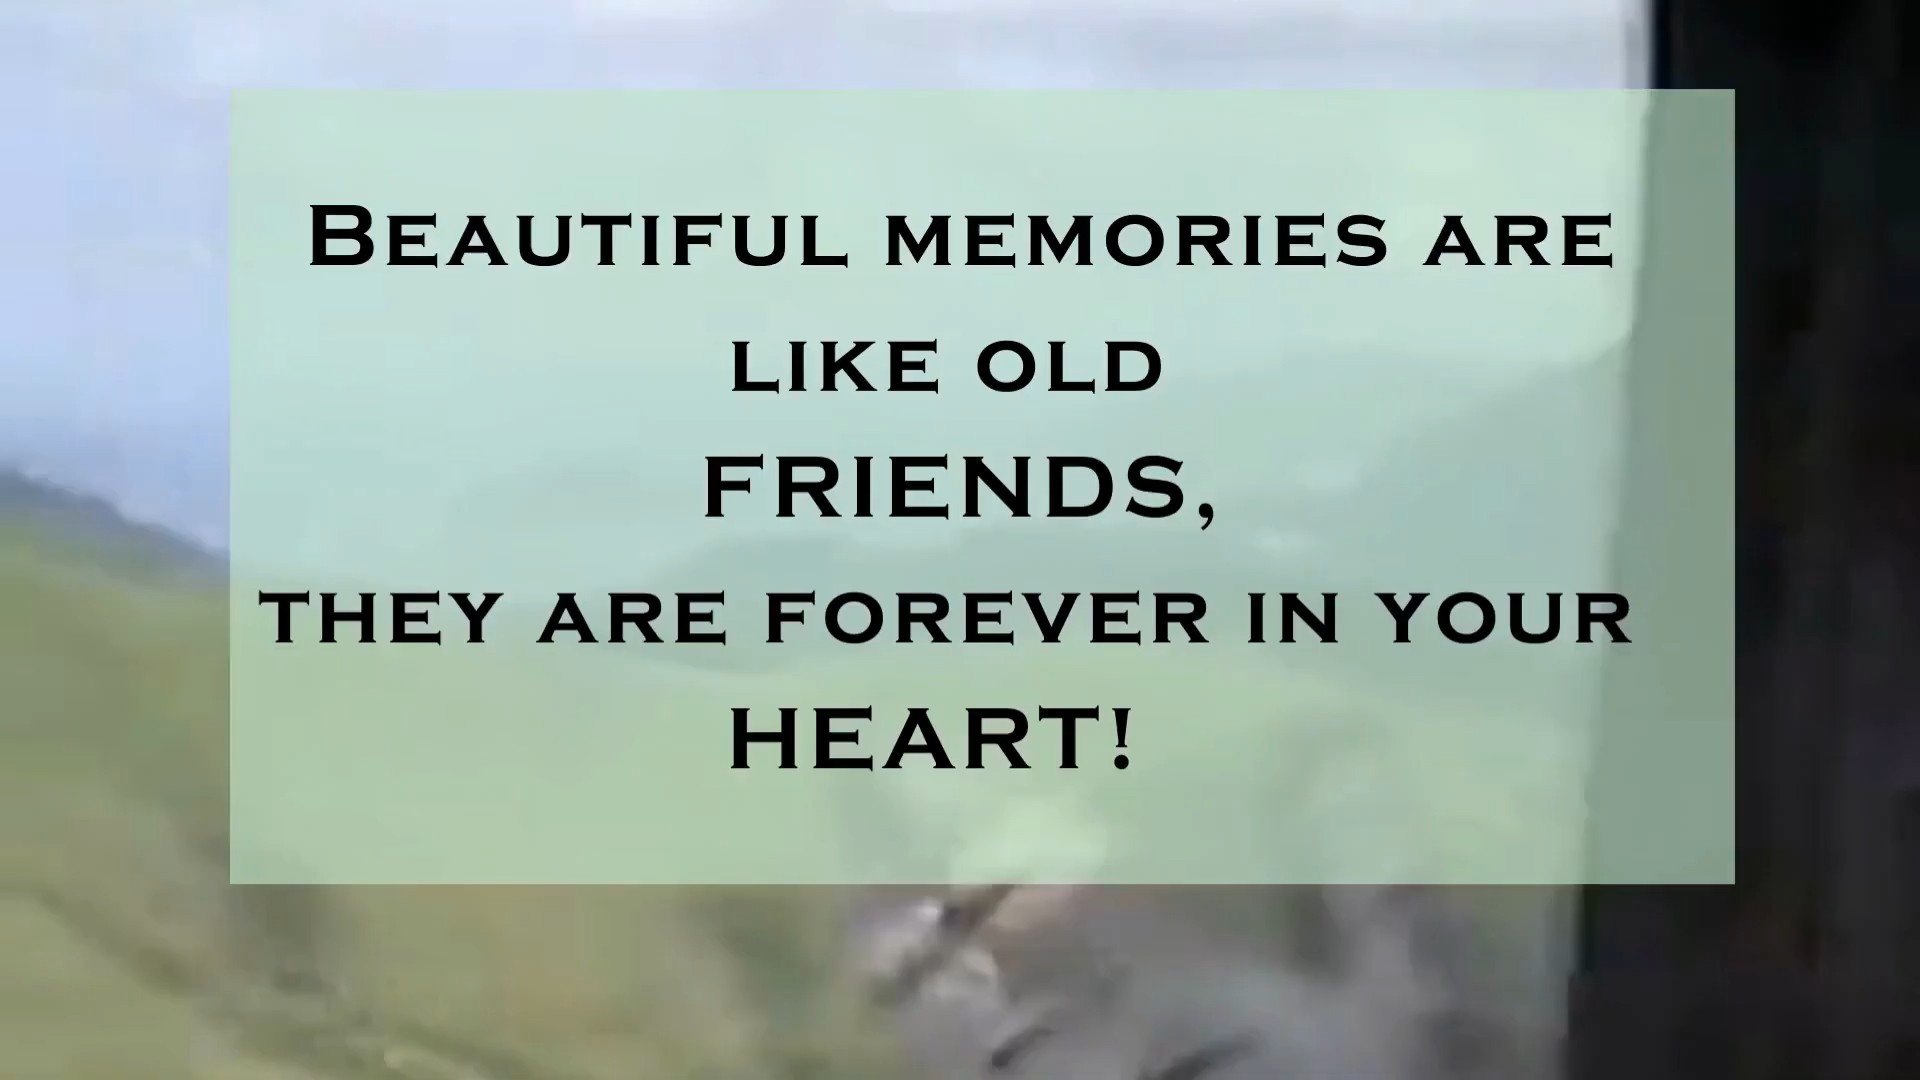 Beautiful memories are
like old
FRIENDS,
they are forever in your
HEART!